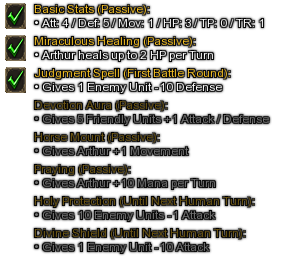 Basic Stats (Passive):
• Att: 4 / Def: 5 / Mov: 1 / HP: 3 / TP: 0 / TR: 1
Miraculous Healing (Passive):
• Arthur heals up to 2 HP per Turn
Judgment Spell (First Battle Round):
• Gives 1 Enemy Unit -10 Defense
Devotion Aura (Passive):
• Gives 5 Friendly Units +1 Attack / Defense
Horse Mount (Passive):
• Gives Arthur +1 Movement
Praying (Passive):
• Gives Arthur +10 Mana per Turn
Holy Protection (Until Next Human Turn):
• Gives 10 Enemy Units -1 Attack
Divine Shield (Until Next Human Turn):
• Gives 1 Enemy Unit -10 Attack